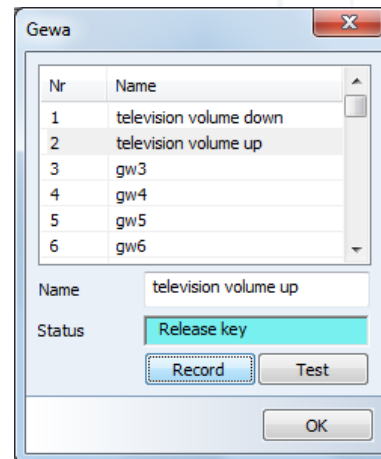 Gewa
Nr Name
1 television volume down
2 television volume up
3 gw3
4 gw4
5 gw5
6 gw6
Name television volume up
Status Release key
Record Test
OK